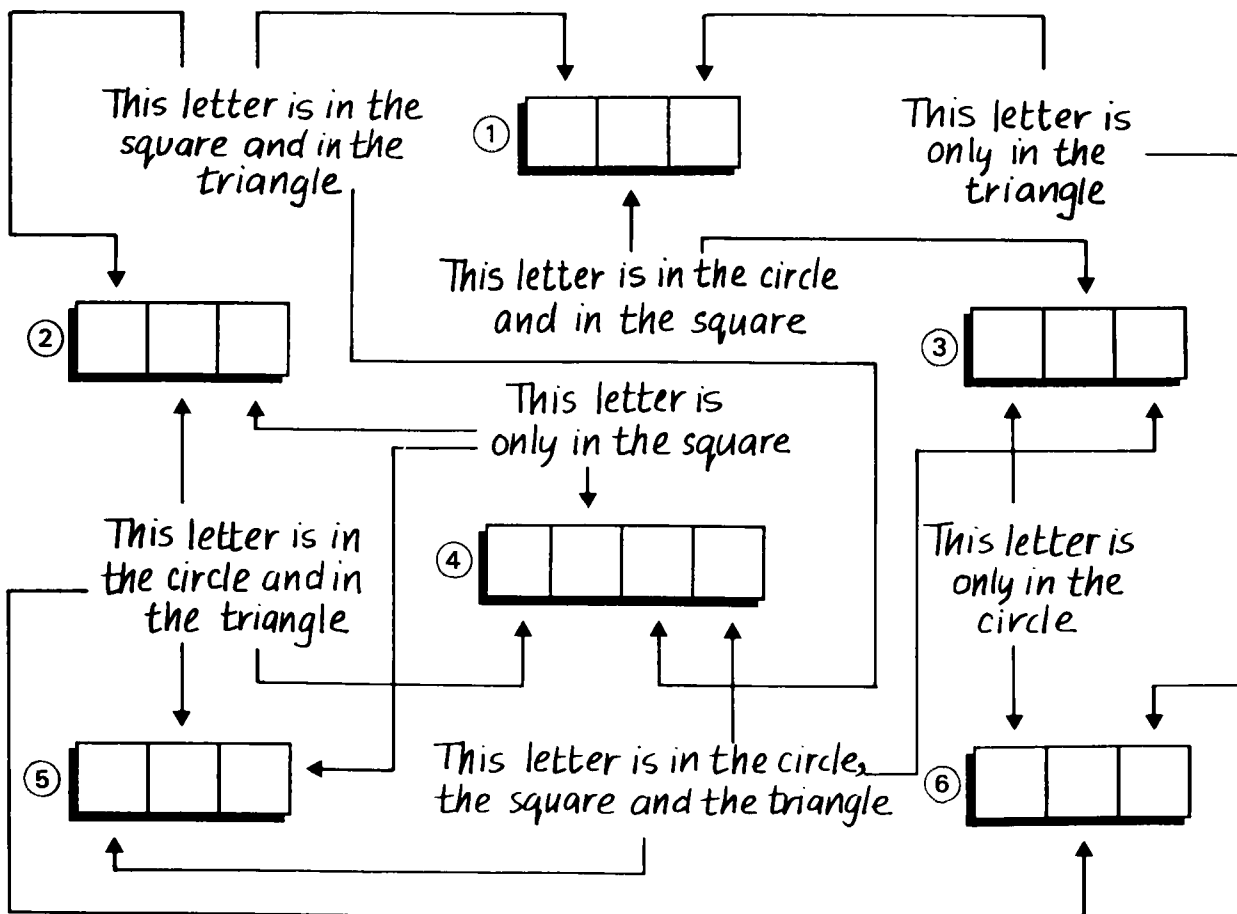 This letter is in the
square and in the
triangle
1
This letter is
only in the
triangle
This letter is in the circle
and in the square
2
3
This letter is
only in the square
This letter is in
the circle and in
the triangle
4
This letter is
only in the
circle
5
This letter is in the circle,
the square and the triangle
6